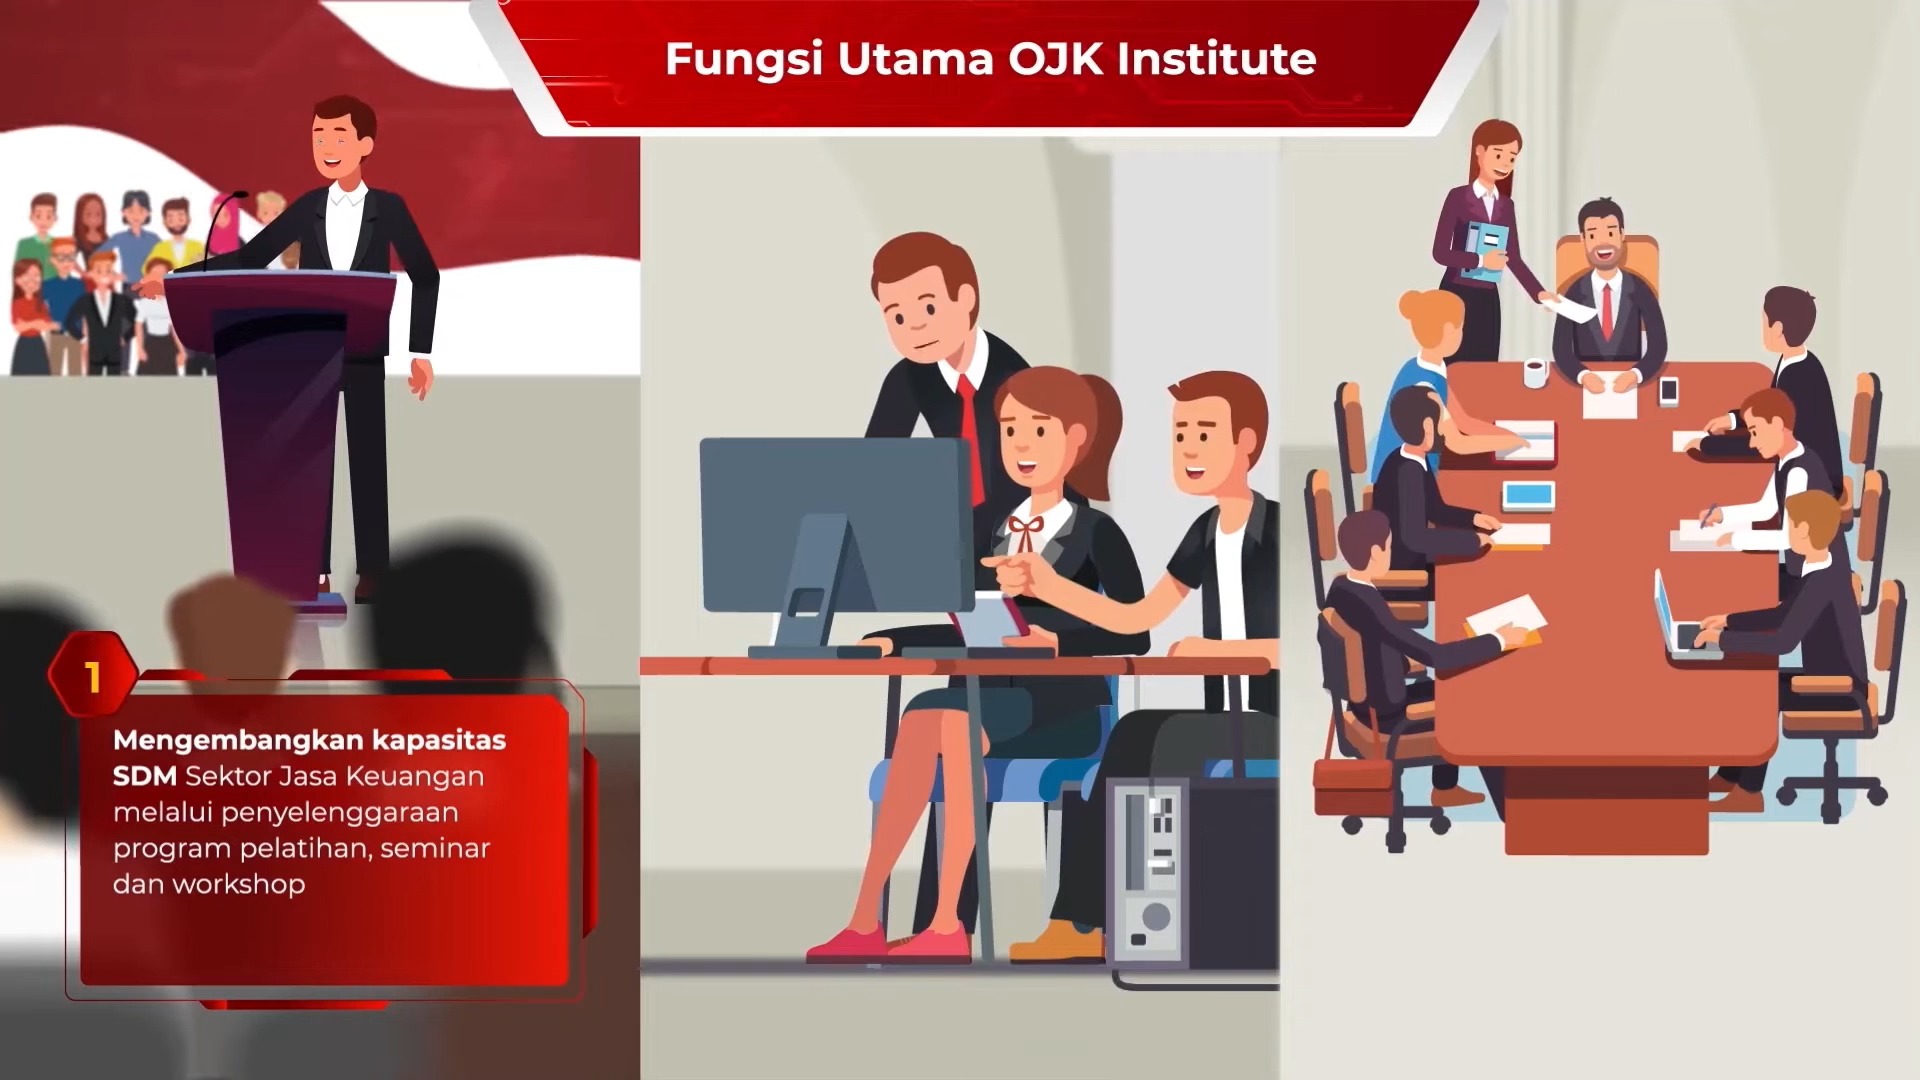 Fungsi Utama OJK Institute
1
Mengembangkan kapasitas
SDM Sektor Jasa Keuangan
melalui penyelenggaraan
program pelatihan, seminar
dan workshop